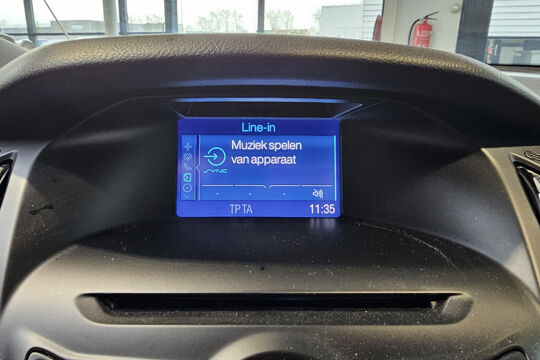 Line-in
Muziek spelen
van apparaat
SYNC
TP TA
11:35